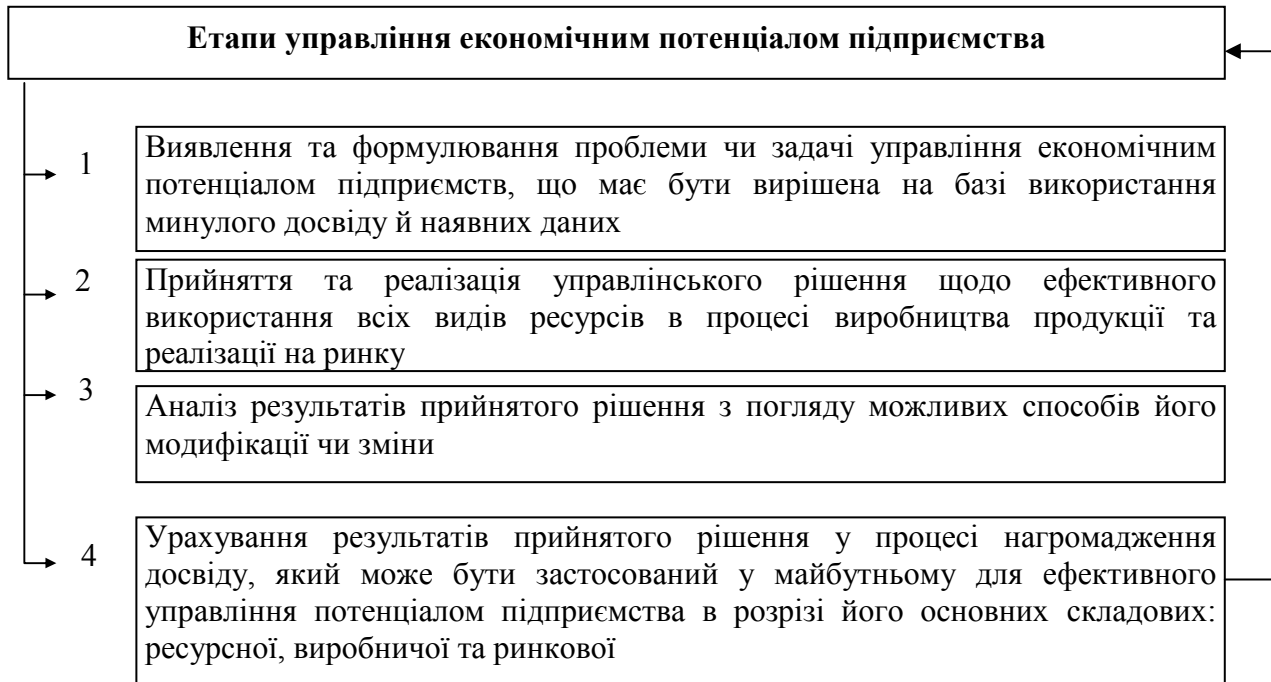 Етапи управління економічним потенціалом підприємства
1
Виявлення та формулювання проблеми чи задачі управління економічним
потенціалом підприємств, що має бути вирішена на базі використання
минулого досвіду й наявних даних
2
Прийняття та реалізація управлінського рішення щодо ефективного
використання всіх видів ресурсів в процесі виробництва продукції та
реалізації на ринку
3
Аналіз результатів прийнятого рішення з погляду можливих способів його
модифікації чи зміни
4
Урахування результатів прийнятого рішення у процесі нагромадження
досвіду, який може бути застосований у майбутньому для ефективного
управління потенціалом підприємства в розрізі його основних складових:
ресурсної, виробничої та ринкової